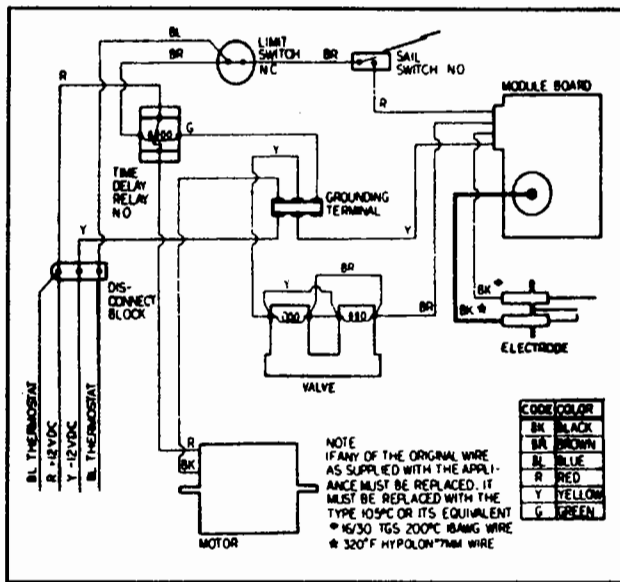 BL
LIMIT
SWITCH
N C
BR
BR
SAIL
SWITCH N.O
R
R
MODULE BOARD
G
TIME
DELAY
RELAY
N.O
Y
GROUNDING
TERMINAL
Y
Y
DIS-
CONNECT
BLOCK
Y
BR
BR
BK *
BK *
ELECTRODE
VALVE
BL THERMOSTAT
R +12VDC
Y -12VDC
BL THERMOSTAT
R
BK
MOTOR
NOTE
IF ANY OF THE ORIGINAL WIRE
AS SUPPLIED WITH THE APPLI-
ANCE MUST BE REPLACED, IT
MUST BE REPLACED WITH THE
TYPE 105°C OR ITS EQUIVALENT
* 16/30 TGS 200°C 18AWG WIRE
* 320°F HYPOLON 7MM WIRE
CODE COLOR
BK BLACK
BR BROWN
BL BLUE
R RED
Y YELLOW
G GREEN